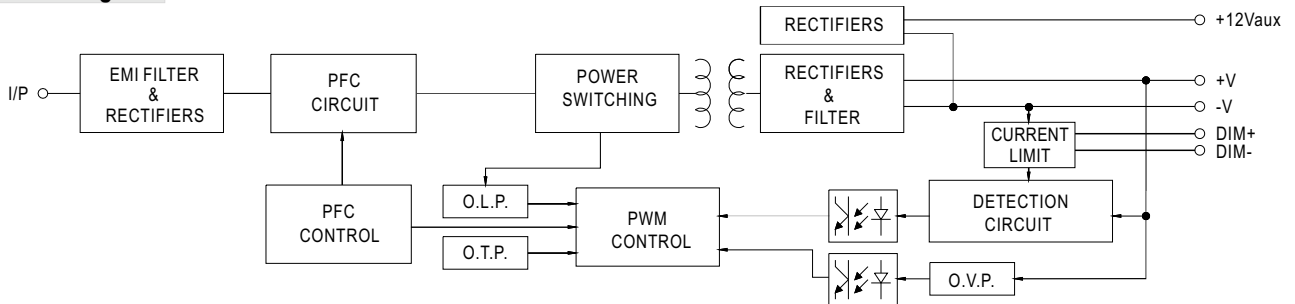 RECTIFIERS
+12Vaux
I/P
EMI FILTER
&
RECTIFIERS
PFC
CIRCUIT
POWER
SWITCHING
RECTIFIERS
&
FILTER
+V
-V
CURRENT
LIMIT
DIM+
DIM-
PFC
CONTROL
O.L.P.
O.T.P.
PWM
CONTROL
DETECTION
CIRCUIT
O.V.P.